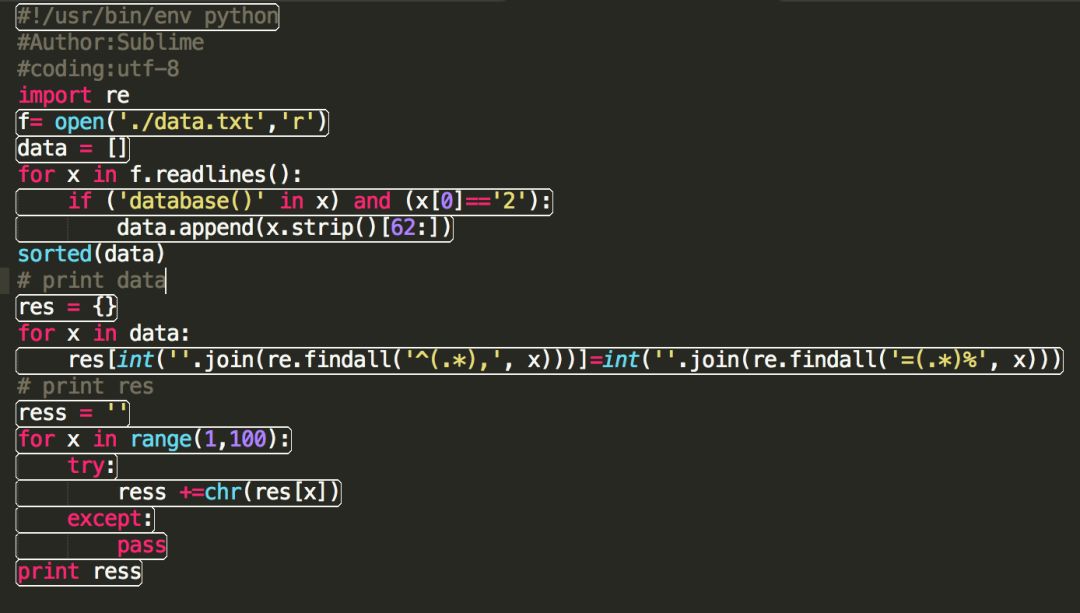 #!/usr/bin/env python
#Author:Sublime
#coding:utf-8
import re
f= open('./data.txt','r')
data = []
for x in f.readlines():
    if ('database()' in x) and (x[0]=='2'):
        data.append(x.strip()[62:])
sorted(data)
# print data
res = {}
for x in data:
    res[int(''.join(re.findall('^(.*),', x)))]=int(''.join(re.findall('=(.*)%', x)))
# print res
ress = ''
for x in range(1,100):
    try:
        ress +=chr(res[x])
    except:
        pass
print ress